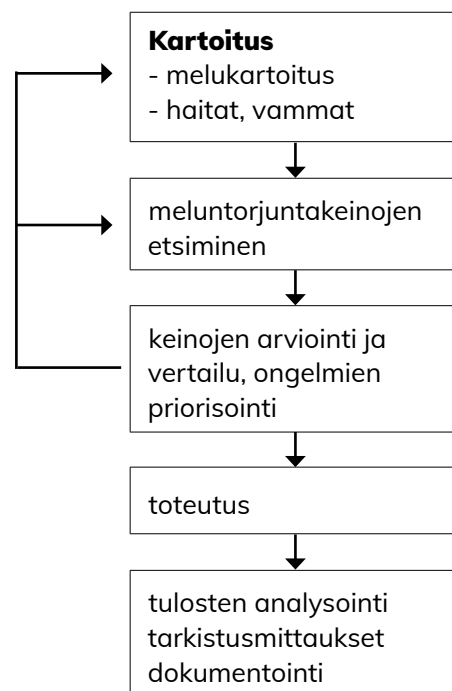 Kartoitus
- melukartoitus
- haitat, vammat
meluntorjuntakeinojen
etsiminen
keinojen arviointi ja
vertailu, ongelmien
priorisointi
toteutus
tulosten analysointi
tarkistusmittaukset
dokumentointi